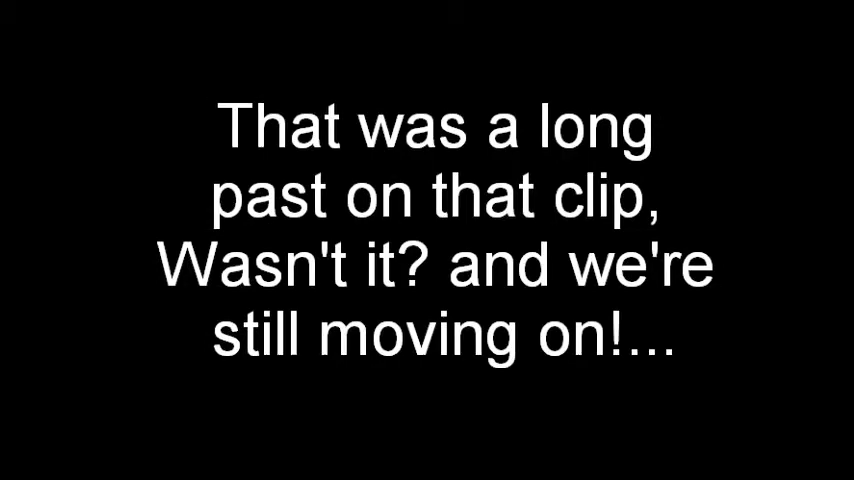 That was a long
past on that clip,
Wasn't it? and we're
still moving on!...